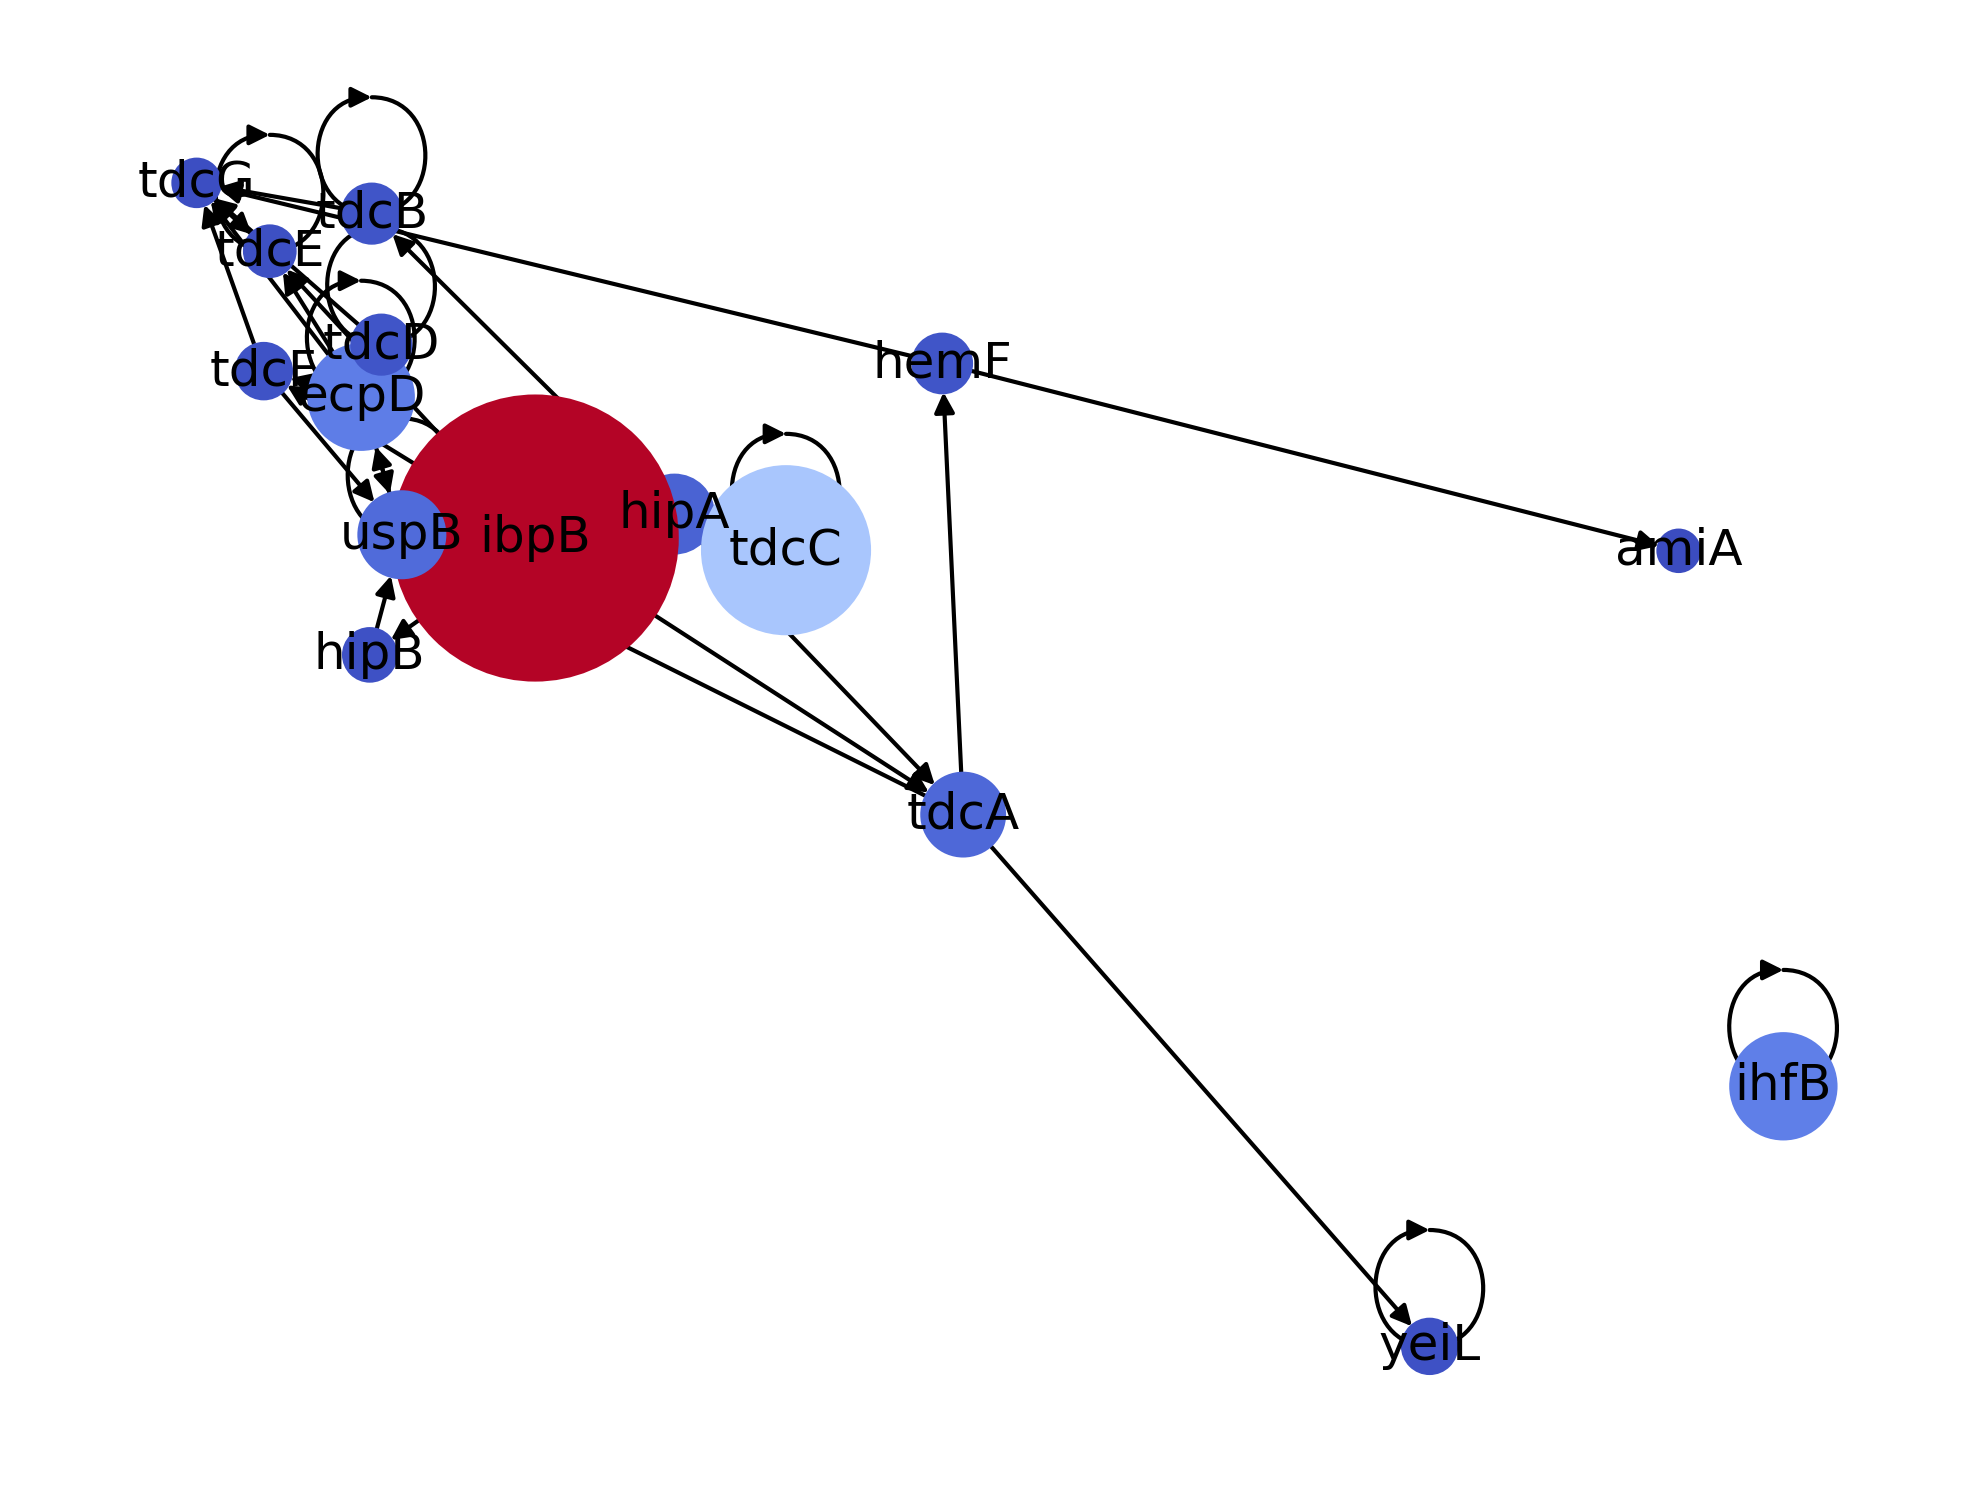 tdcG
tdcB
tdcE
tdcD
hemF
tdcF
ecpD
hipA
uspB
ibpB
tdcC
amiA
hipB
tdcA
ihfB
yeiL